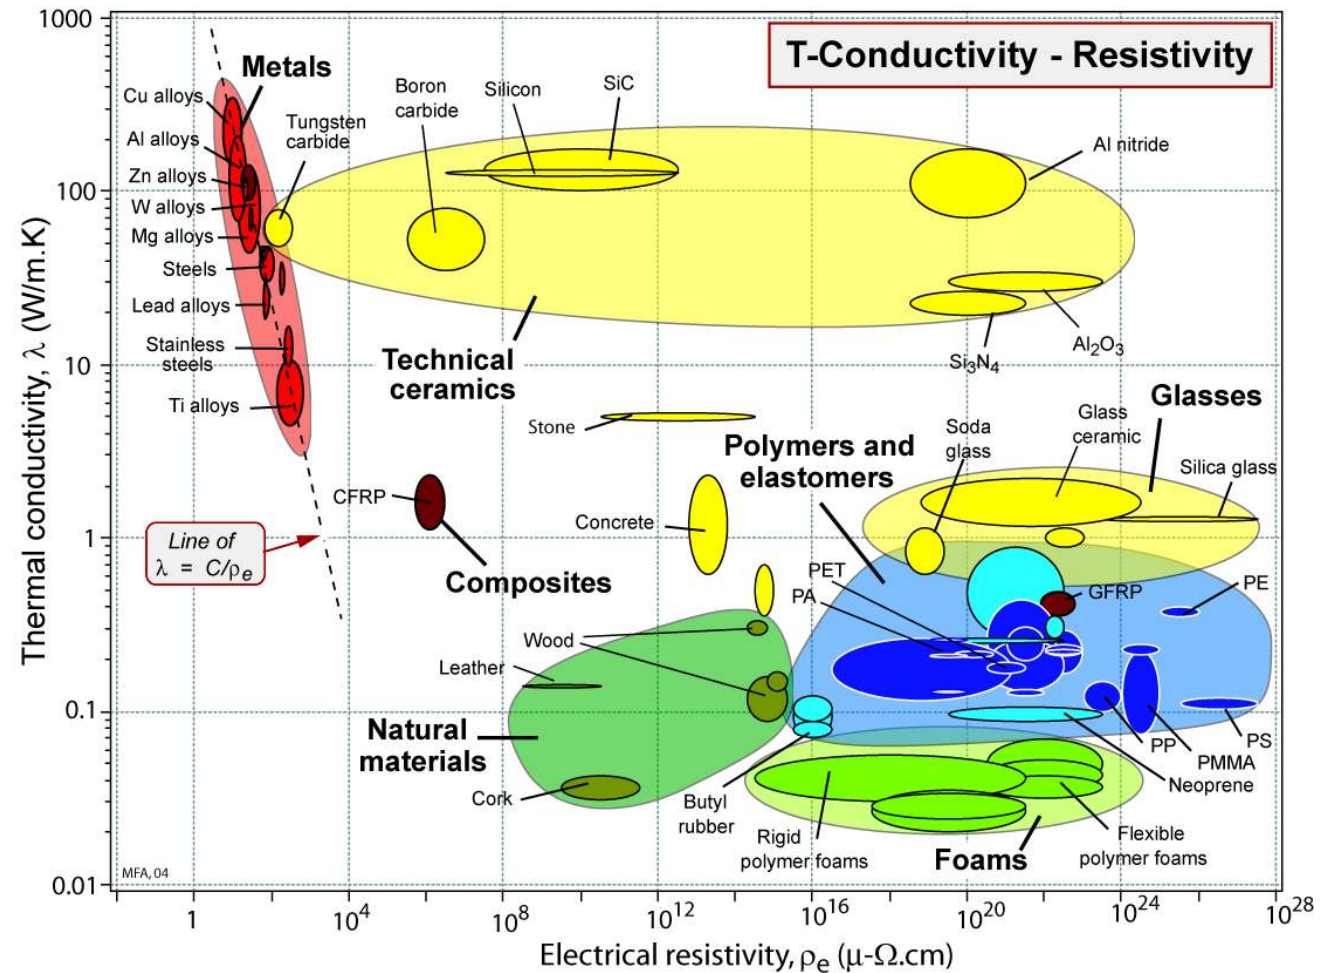 T-Conductivity - Resistivity
1000
100
10
1
0.1
0.01
Thermal conductivity, λ (W/m.K)
Metals
Cu alloys
Al alloys
Zn alloys
W alloys
Mg alloys
Steels
Lead alloys
Stainless
steels
Ti alloys
Tungsten
carbide
Boron
carbide
Silicon
SiC
Al nitride
Technical
ceramics
Si3N4
Al2O3
Stone
Glasses
Soda
glass
Glass
ceramic
Silica glass
Polymers and
elastomers
CFRP
Composites
Concrete
Line of
λ = C/ρe
PET
PA
GFRP
PE
Wood
Leather
Natural
materials
Cork
Butyl
rubber
Rigid
polymer foams
Foams
Flexible
polymer foams
Neoprene
PMMA
PP
PS
MFA, 04
1
10^4
10^8
10^12
10^16
10^20
10^24
10^28
Electrical resistivity, ρe (μ-Ω.cm)